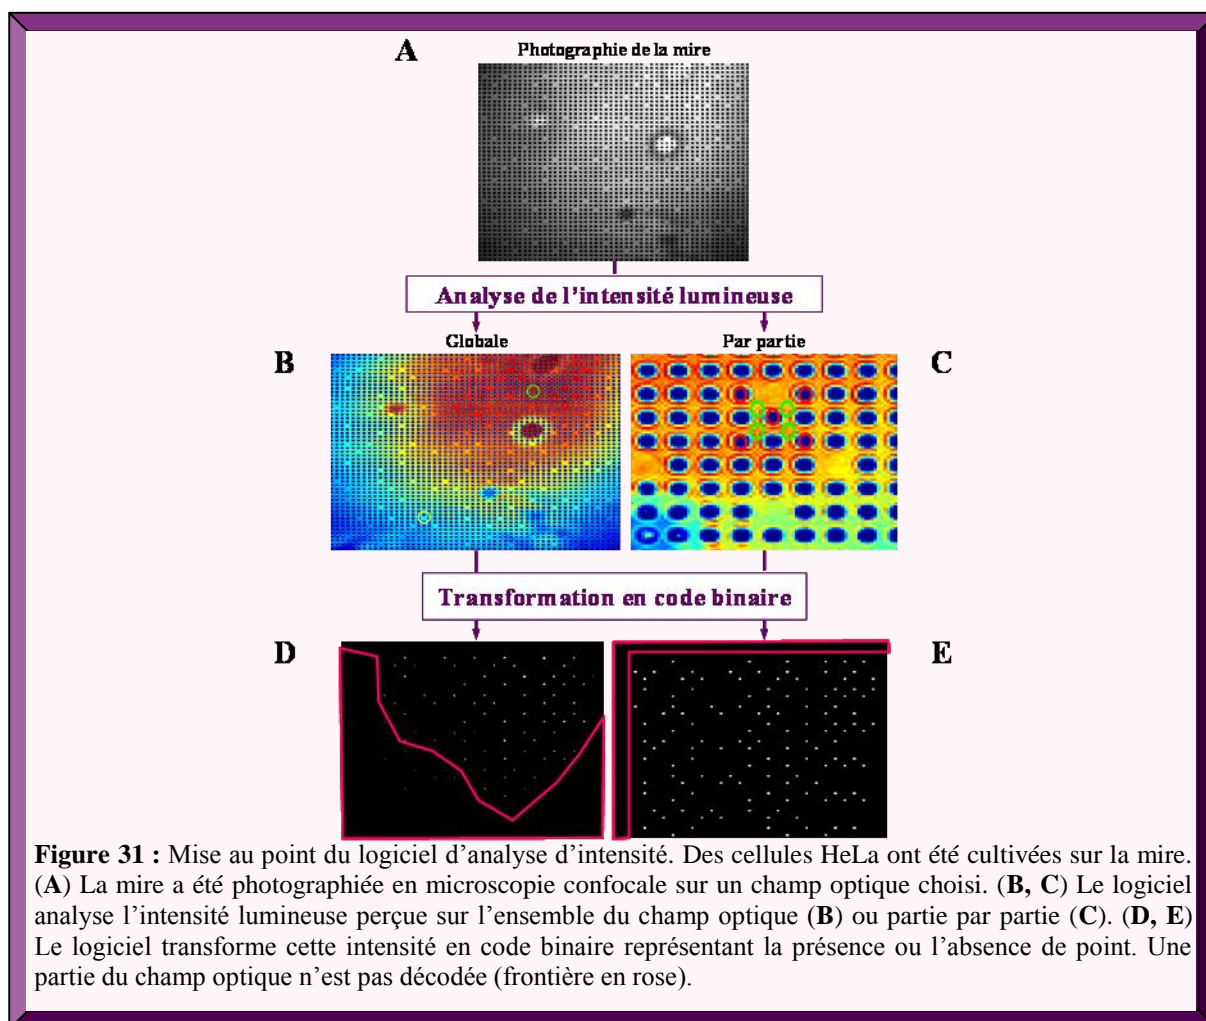 A
Photographie de la mire
Analyse de l'intensité lumineuse
B
Globale
Par partie
C
Transformation en code binaire
D
E
Figure 31 : Mise au point du logiciel d'analyse d'intensité. Des cellules HeLa ont été cultivées sur la mire.
(A) La mire a été photographiée en microscopie confocale sur un champ optique choisi. (B, C) Le logiciel
analyse l'intensité lumineuse perçue sur l'ensemble du champ optique (B) ou partie par partie (C). (D, E)
Le logiciel transforme cette intensité en code binaire représentant la présence ou l'absence de point. Une
partie du champ optique n'est pas décodée (frontière en rose).